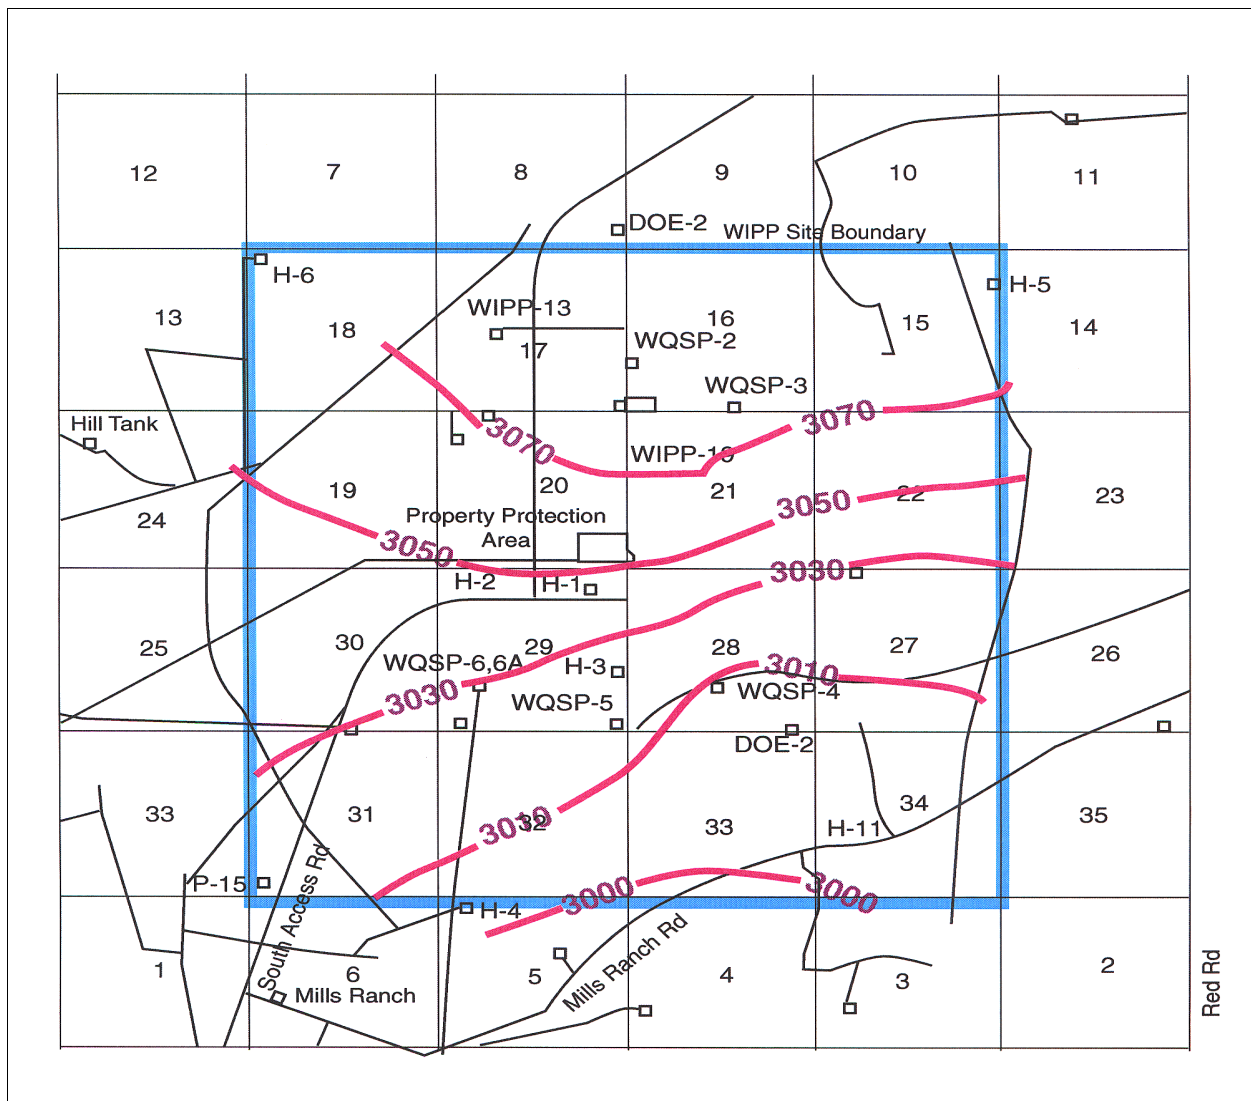 12
7
8
9
10
11
DOE-2
WIPP Site Boundary
H-6
H-5
WIPP-13
13
18
17
16
15
14
WQSP-2
WQSP-3
3070
3070
Hill Tank
WIPP-19
19
20
21
22
23
24
3050
Property Protection
Area
3050
H-2
H-1
3030
25
30
29
28
27
26
WQSP-6,6A
H-3
3010
3030
WQSP-5
WQSP-4
DOE-2
33
31
3010
32
33
34
35
H-11
P-15
South Access Rd
3000
3000
H-4
1
6
5
4
3
2
Mills Ranch
Mills Ranch Rd
Red Rd